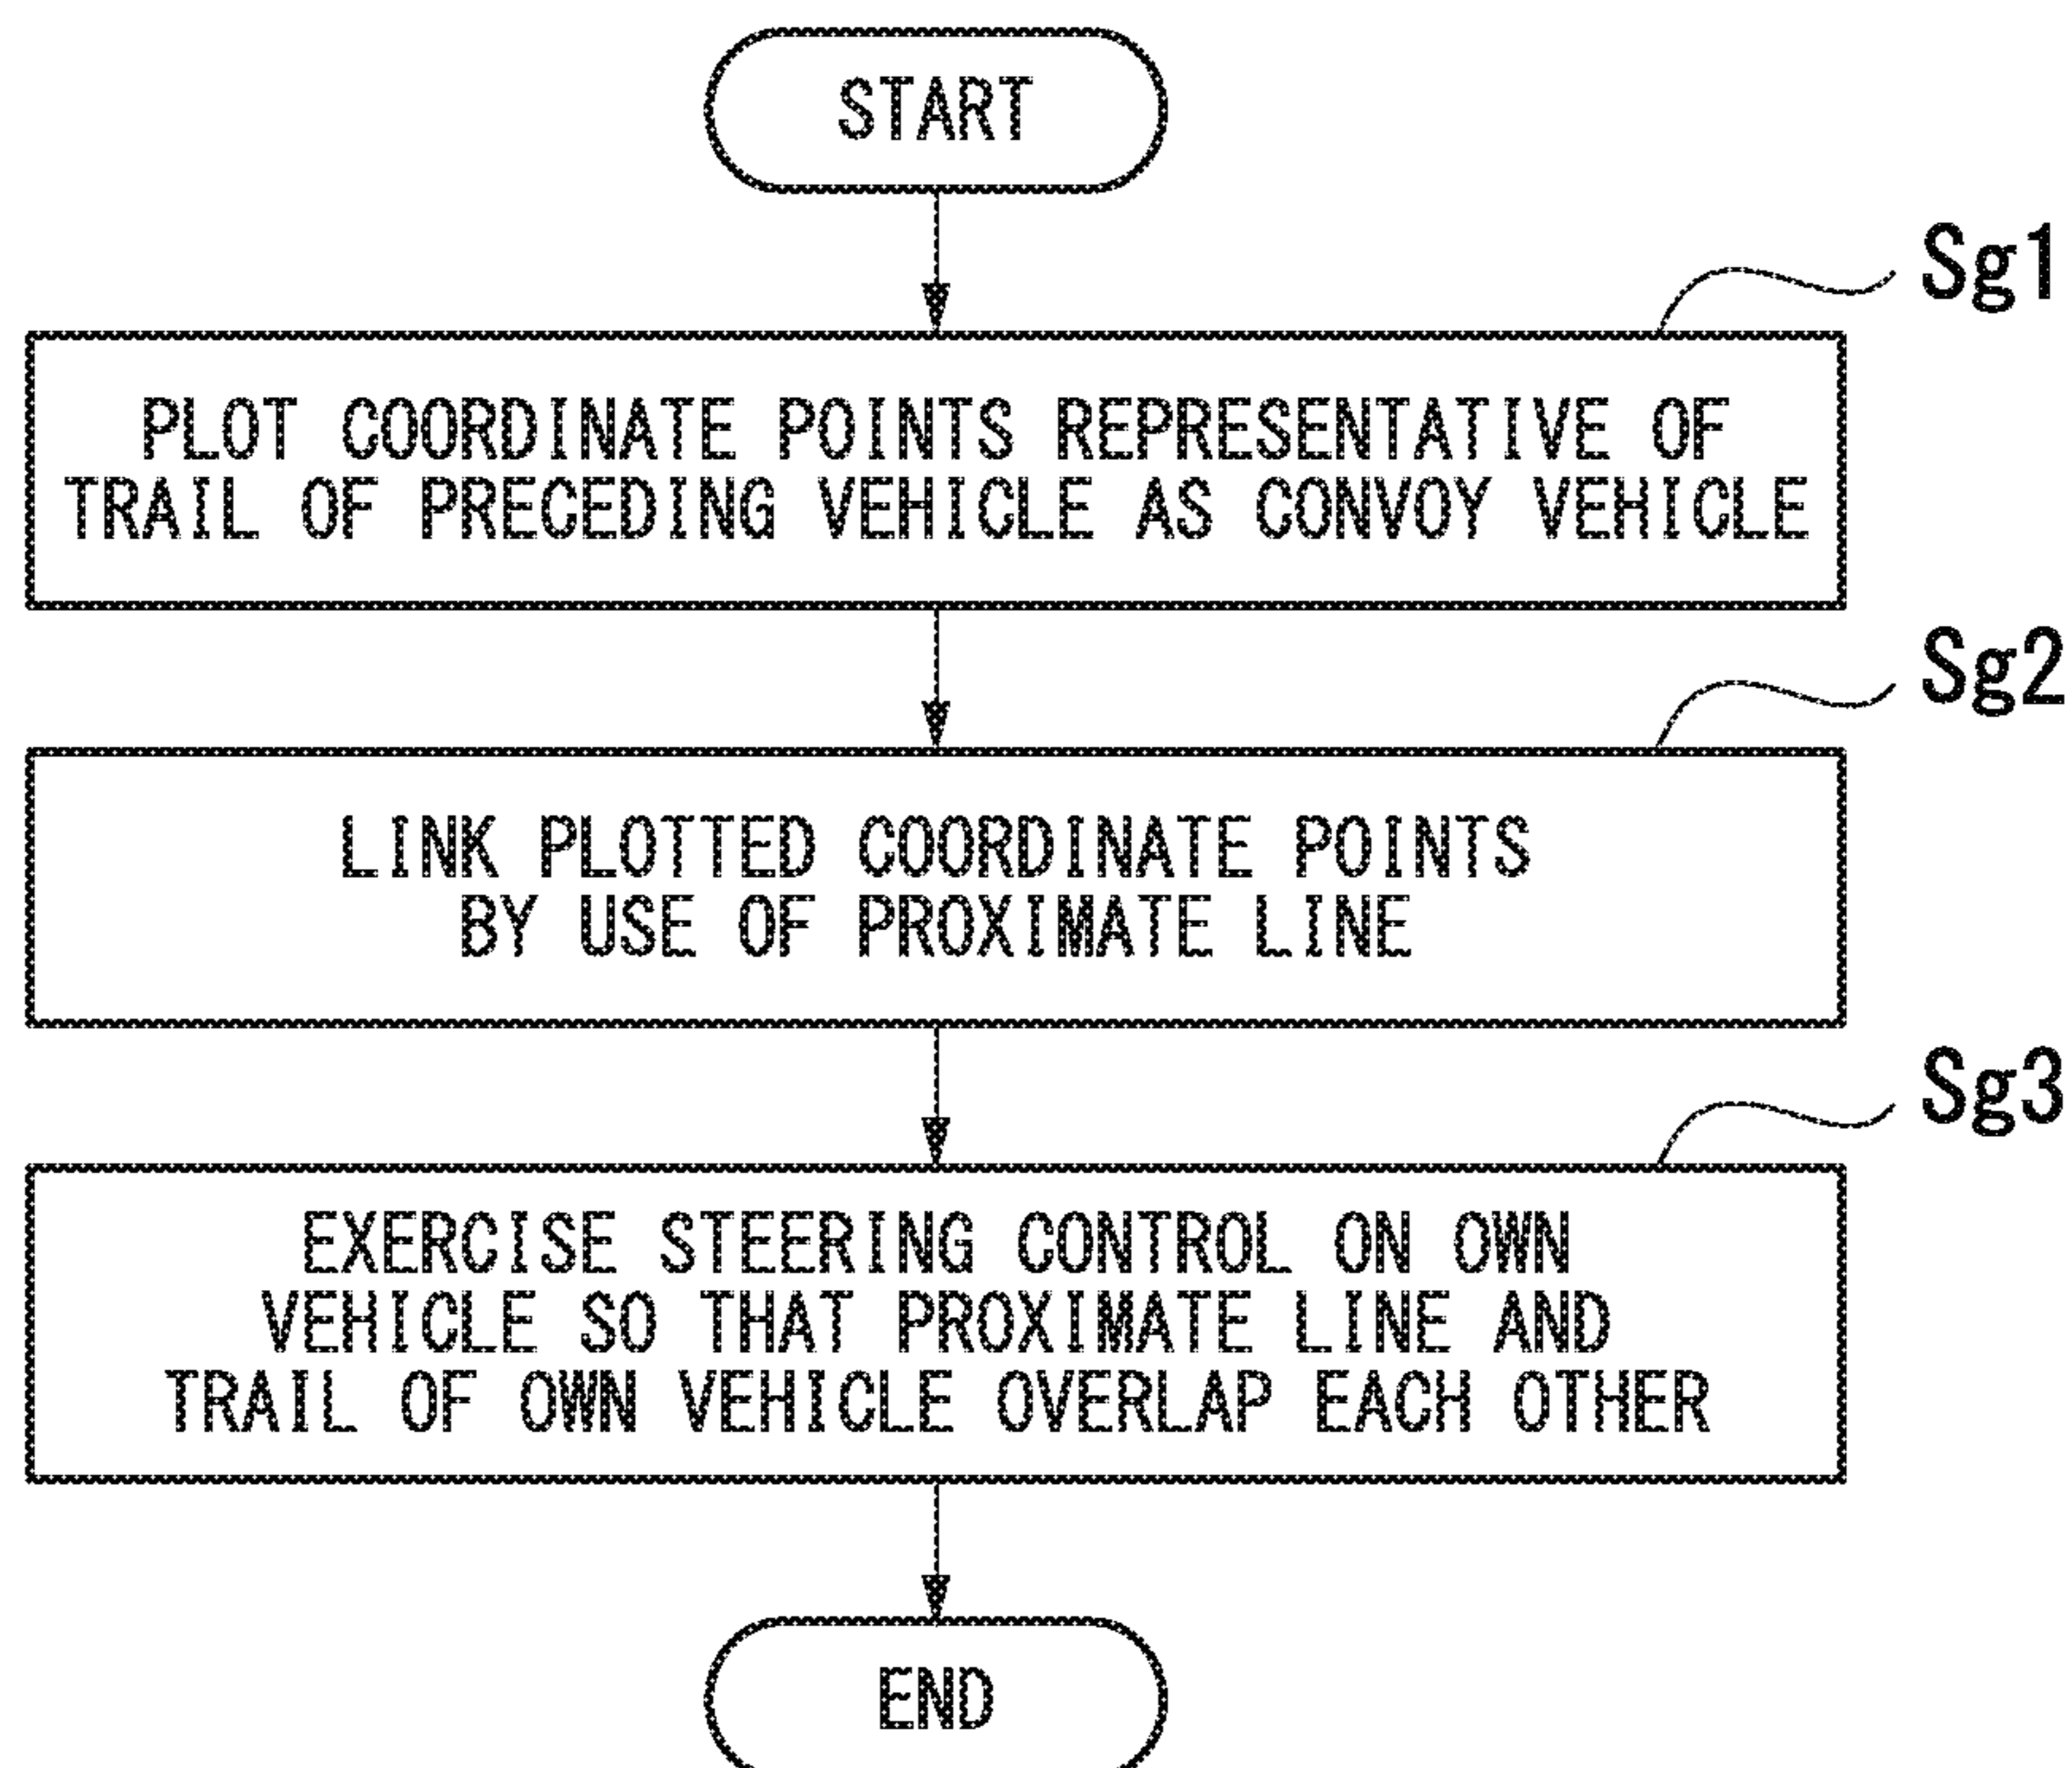 START
Sg1
PLOT COORDINATE POINTS REPRESENTATIVE OF
TRAIL OF PRECEDING VEHICLE AS CONVOY VEHICLE
Sg2
LINK PLOTTED COORDINATE POINTS
BY USE OF PROXIMATE LINE
Sg3
EXERCISE STEERING CONTROL ON OWN
VEHICLE SO THAT PROXIMATE LINE AND
TRAIL OF OWN VEHICLE OVERLAP EACH OTHER
END